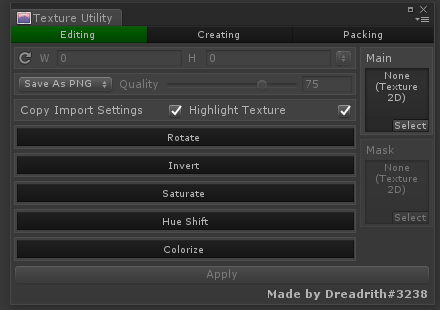 Texture Utility
Editing Creating Packing
W 0 H 0
Main
None
(Texture
2D)
Select
Save As PNG Quality 75
Copy Import Settings Highlight Texture
Rotate
Invert
Saturate
Hue Shift
Colorize
Mask
None
(Texture
2D)
Select
Apply
Made by Dreadrith#3238